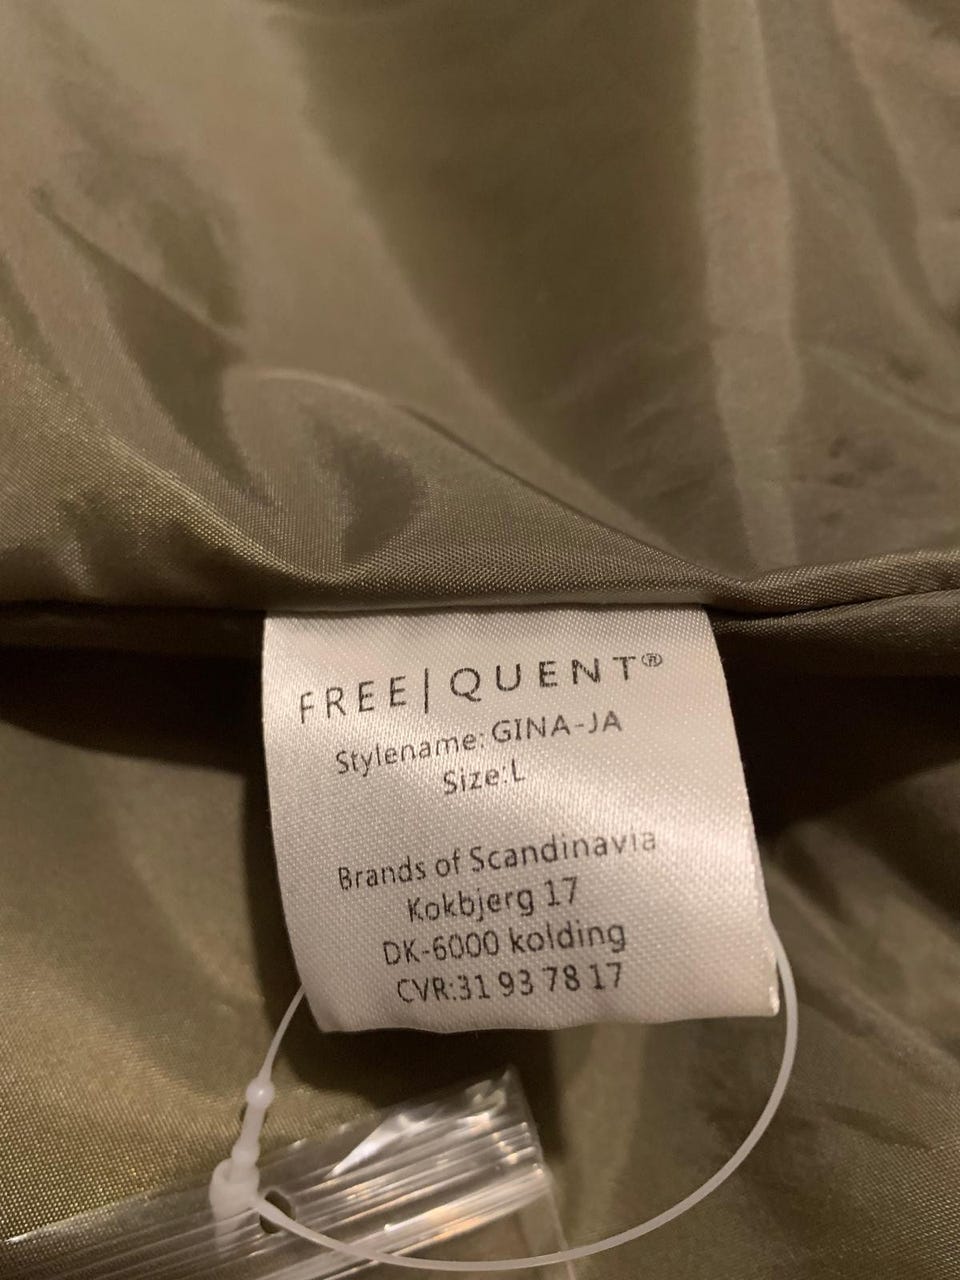 FREE|QUENT®
Stylename:GINA-JA
Size:L
Brands of Scandinavia
Kokbjerg 17
DK-6000 kolding
CVR:31 93 78 17